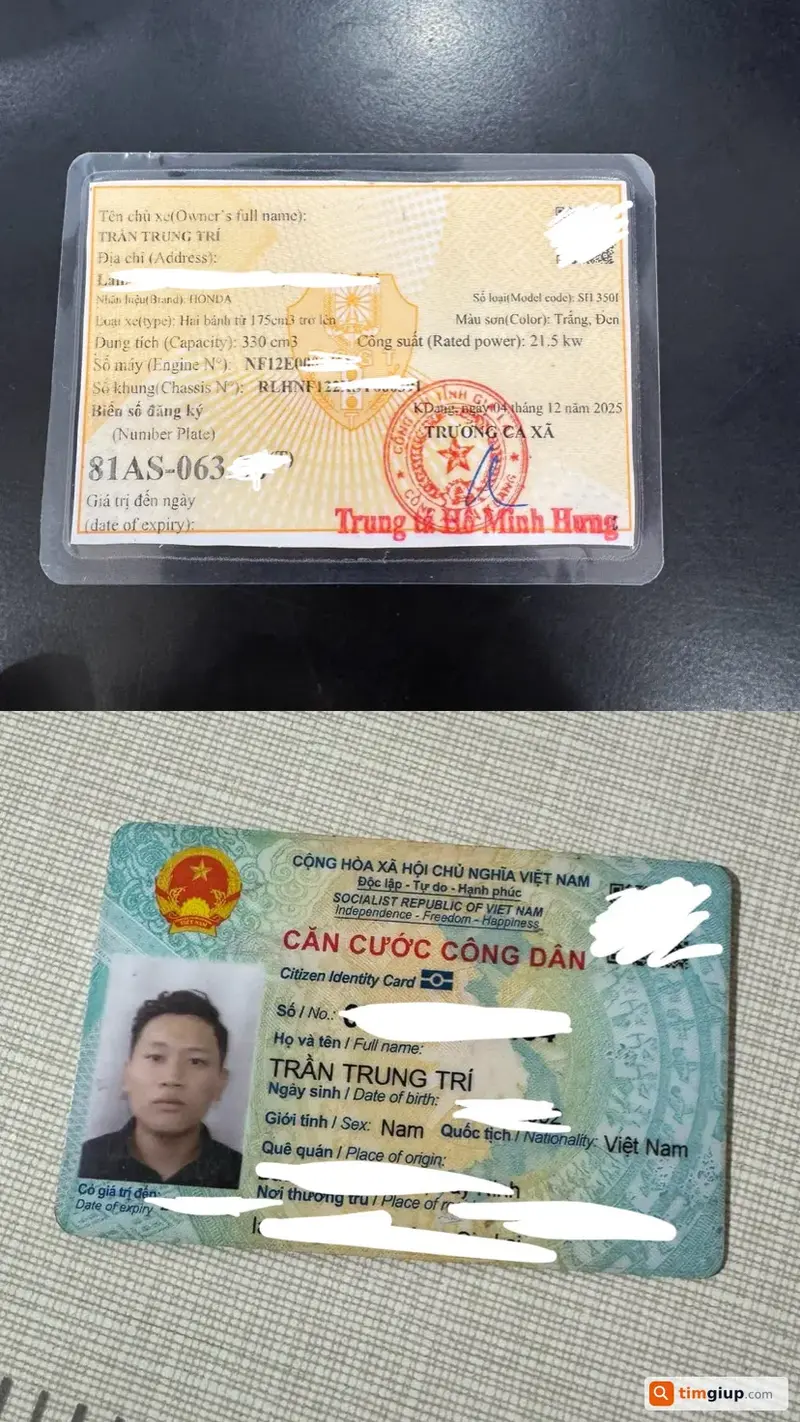 Tên chủ xe(Owner's full name):
TRẦN TRUNG TRÍ
Địa chỉ (Address):
Nhãn hiệu(Brand): HONDA
Số loại(Model code): SH 350I
Loại xe(type): Hai bánh từ 175cm3 trở lên
Màu sơn(Color): Trắng, Đen
Dung tích (Capacity): 330 cm3
Công suất (Rated power): 21.5 kw
Số máy (Engine N°): NF12E
Số khung(Chassis N°): RLHNF122
Biển số đăng ký
KDang, ngày 04 tháng 12 năm 2025
(Number Plate)
TRƯỞNG CA XÃ
81AS-063
Giá trị đến ngày
(date of expiry):
Trung tá Hồ Minh Hưng
CỘNG HÒA XÃ HỘI CHỦ NGHĨA VIỆT NAM
Độc lập - Tự do - Hạnh phúc
SOCIALIST REPUBLIC OF VIET NAM
Independence - Freedom - Happiness
CĂN CƯỚC CÔNG DÂN
Citizen Identity Card
Số / No.:
Họ và tên / Full name:
TRẦN TRUNG TRÍ
Ngày sinh / Date of birth:
Giới tính / Sex: Nam Quốc tịch / Nationality: Việt Nam
Quê quán / Place of origin:
Có giá trị đến:
Date of expiry
Nơi thường trú / Place of
timgiup.com